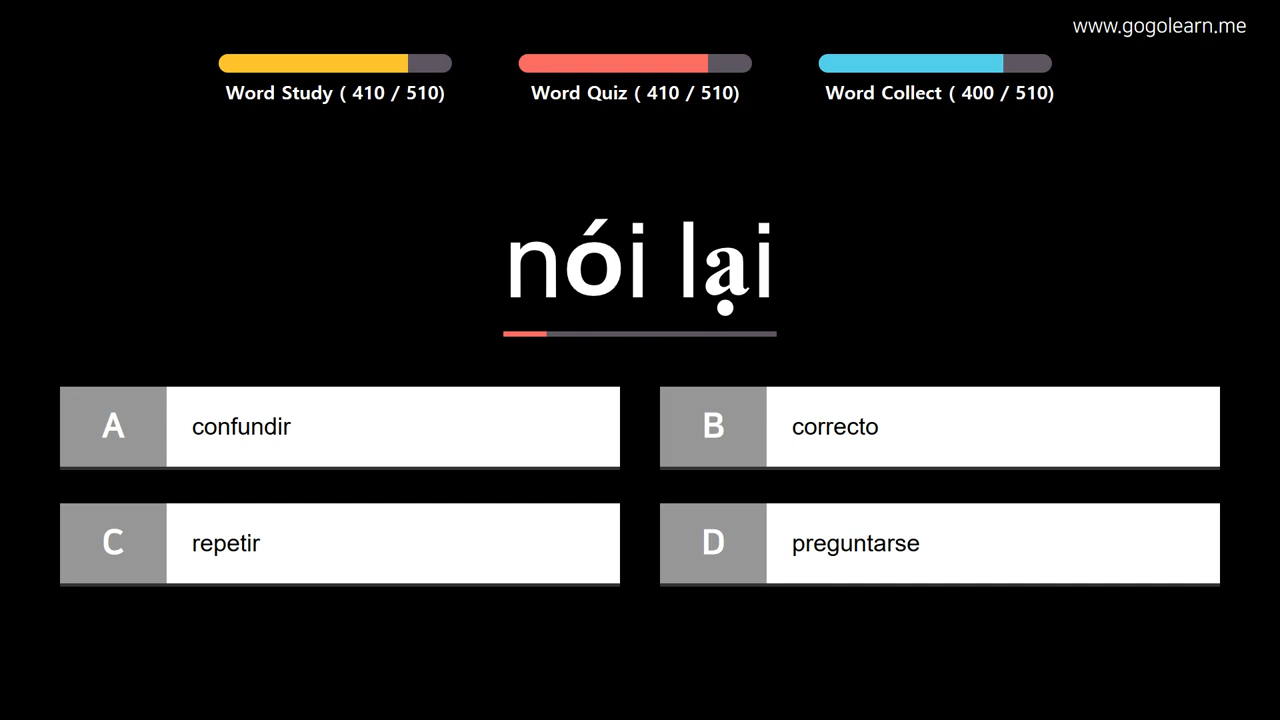 www.gogolearn.me
Word Study ( 410 / 510)
Word Quiz ( 410 / 510)
Word Collect ( 400 / 510)
nói lại
A confundir
B correcto
C repetir
D preguntarse